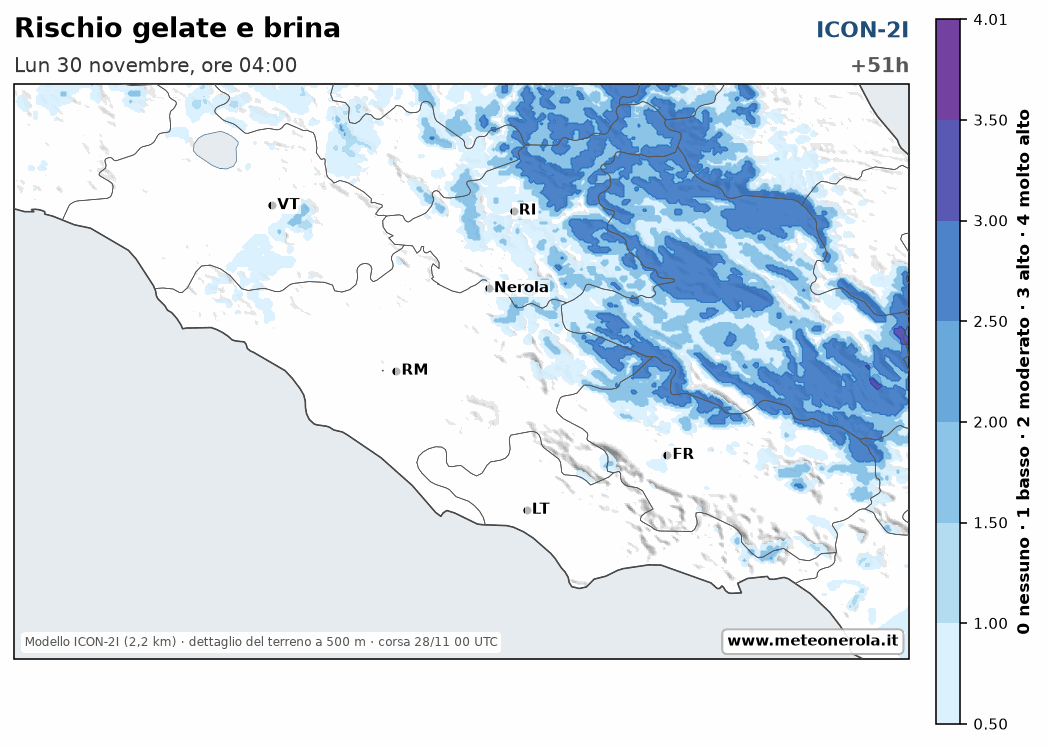 Rischio gelate e brina
ICON-2I
Lun 30 novembre, ore 04:00
+51h
VT
RI
Nerola
RM
FR
LT
Modello ICON-2I (2,2 km) · dettaglio del terreno a 500 m · corsa 28/11 00 UTC
www.meteonerola.it
4.01
3.50
3.00
2.50
2.00
1.50
1.00
0.50
0 nessuno · 1 basso · 2 moderato · 3 alto · 4 molto alto